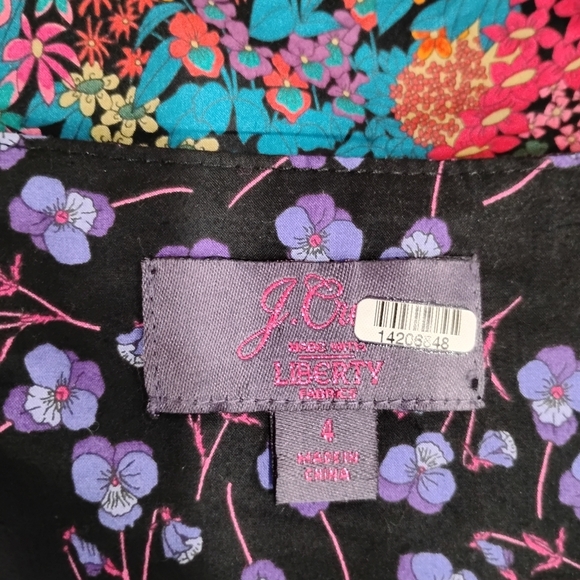 J. Cr
14206848
MADE WITH
LIBERTY
FABRICS
4
MADE IN
CHINA